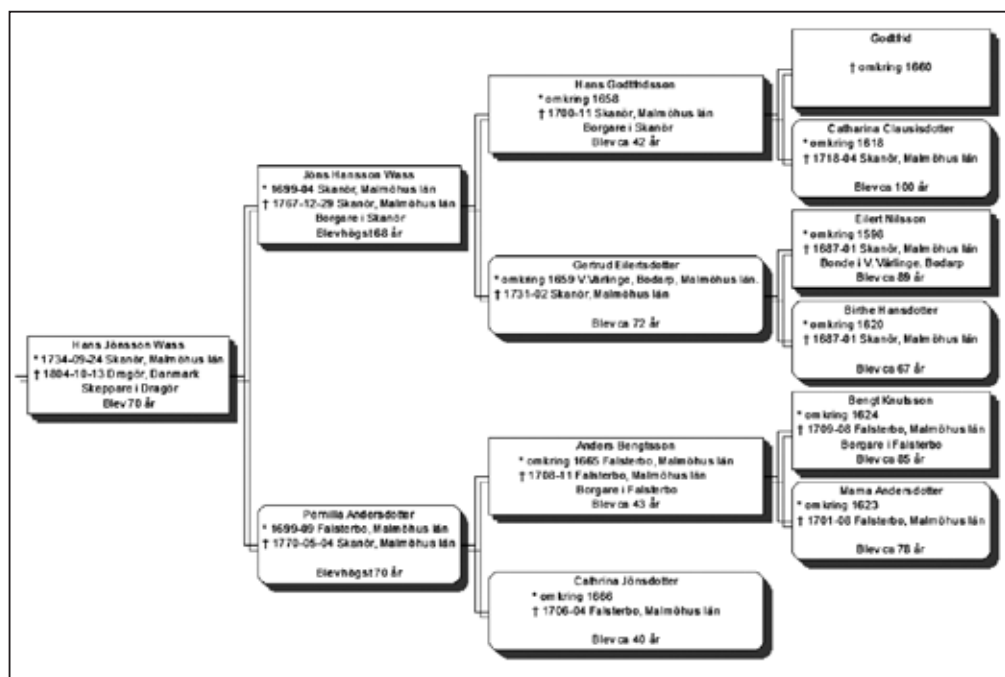 Godtfrid
† omkring 1660
Hans Godtfridsson
* omkring 1658
† 1700-11 Skanör, Malmöhus län
Borgare i Skanör
Blev ca 42 år
Catharina Clausisdotter
* omkring 1618
† 1718-04 Skanör, Malmöhus län
Blev ca 100 år
Jöns Hansson Wass
* 1699-04 Skanör, Malmöhus län
† 1767-12-29 Skanör, Malmöhus län
Borgare i Skanör
Blev högst 68 år
Eilert Nilsson
* omkring 1598
† 1687-01 Skanör, Malmöhus län
Bonde i V.Värlinge, Bodarp
Blev ca 89 år
Gertrud Eilertsdotter
* omkring 1659 V.Värlinge, Bodarp, Malmöhus län.
† 1731-02 Skanör, Malmöhus län
Blev ca 72 år
Birthe Hansdotter
* omkring 1620
† 1687-01 Skanör, Malmöhus län
Blev ca 67 år
Hans Jönsson Wass
* 1734-09-24 Skanör, Malmöhus län
† 1804-10-13 Dragör, Danmark
Skeppare i Dragör
Blev 70 år
Bengt Knutsson
* omkring 1624
† 1709-08 Falsterbo, Malmöhus län
Borgare i Falsterbo
Blev ca 85 år
Anders Bengtsson
* omkring 1665 Falsterbo, Malmöhus län
† 1708-11 Falsterbo, Malmöhus län
Borgare i Falsterbo
Blev ca 43 år
Marna Andersdotter
* omkring 1623
† 1701-08 Falsterbo, Malmöhus län
Blev ca 78 år
Pernilla Andersdotter
* 1699-09 Falsterbo, Malmöhus län
† 1770-05-04 Skanör, Malmöhus län
Blev högst 70 år
Cathrina Jönsdotter
* omkring 1666
† 1706-04 Falsterbo, Malmöhus län
Blev ca 40 år